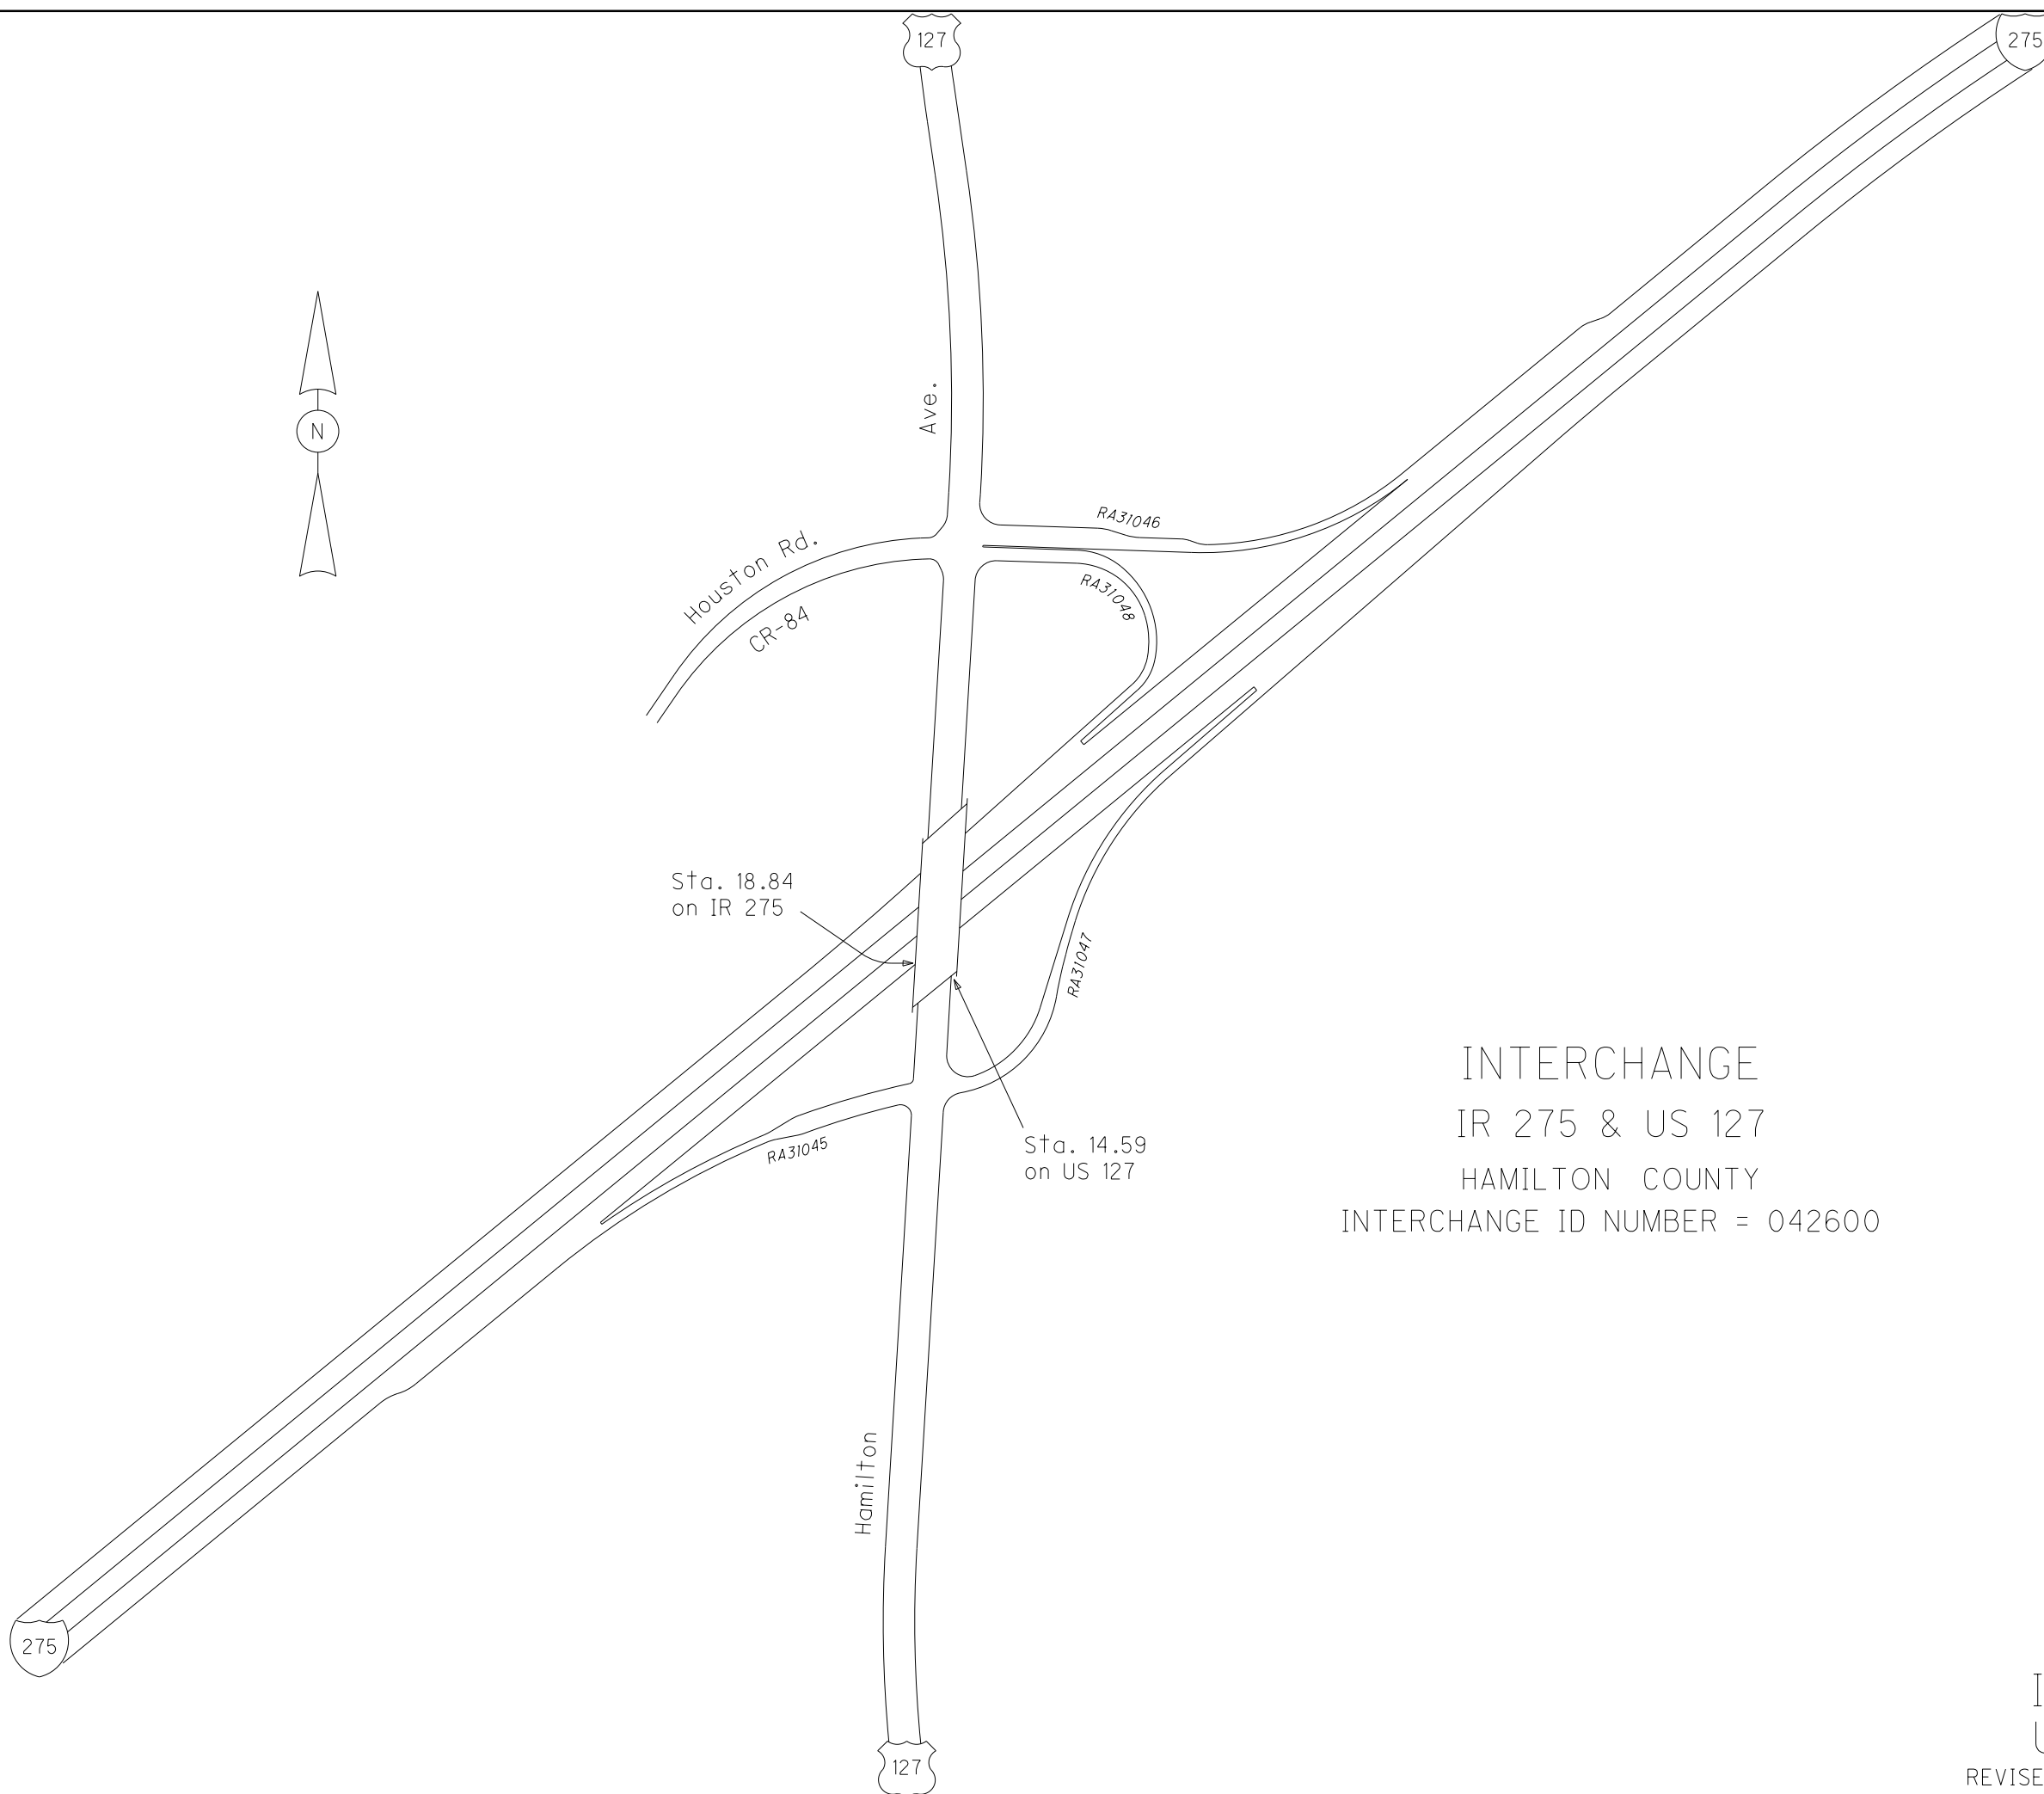 127
275
N
Ave.
RA31046
Houston Rd.
CR-84
RA31048
Sta. 18.84
on IR 275
RA31047
INTERCHANGE
IR 275 & US 127
HAMILTON COUNTY
INTERCHANGE ID NUMBER = 042600
Sta. 14.59
on US 127
RA31045
Hamilton
275
127
REVISE